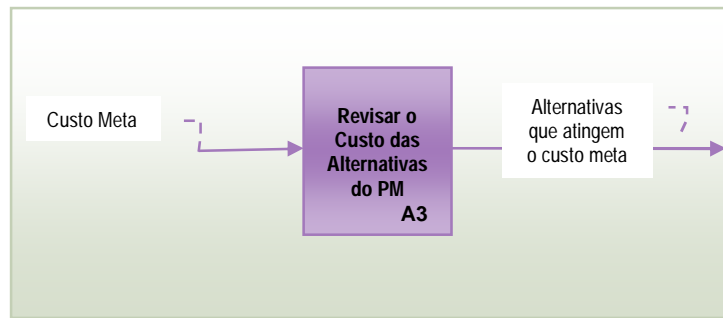 Custo Meta
Revisar o
Custo das
Alternativas
do PM
A3
Alternativas
que atingem
o custo meta